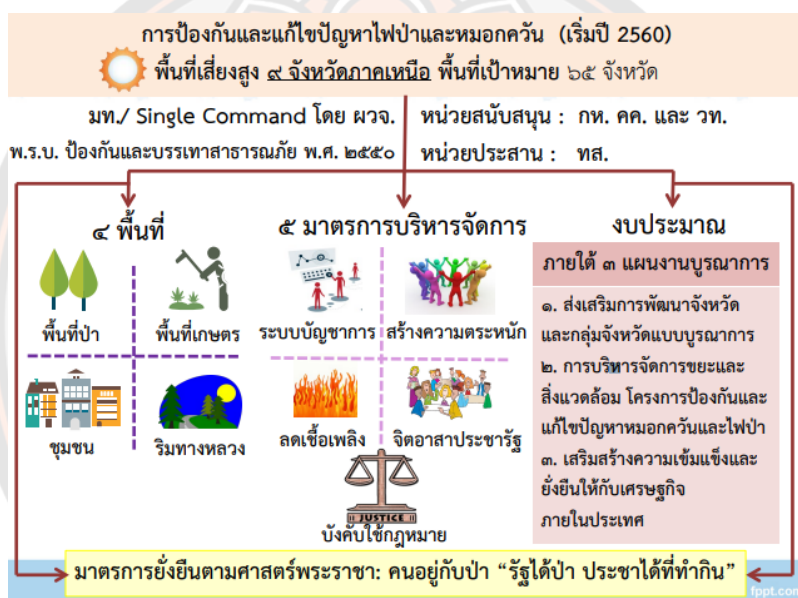 การป้องกันและแก้ไขปัญหาไฟป่าและหมอกควัน (เริ่มปี 2560)
พื้นที่เสี่ยงสูง ๙ จังหวัดภาคเหนือ พื้นที่เป้าหมาย ๖๕ จังหวัด
มท./ Single Command โดย ผวจ.
พ.ร.บ. ป้องกันและบรรเทาสาธารณภัย พ.ศ. ๒๕๕๐
หน่วยสนับสนุน : กห. คค. และ วท.
หน่วยประสาน : ทส.
๔ พื้นที่
พื้นที่ป่า
พื้นที่เกษตร
ชุมชน
ริมทางหลวง
๕ มาตรการบริหารจัดการ
ระบบบัญชาการ
สร้างความตระหนัก
ลดเชื้อเพลิง
จิตอาสาประชารัฐ
JUSTICE
บังคับใช้กฎหมาย
งบประมาณ
ภายใต้ ๓ แผนงานบูรณาการ
๑. ส่งเสริมการพัฒนาจังหวัด
และกลุ่มจังหวัดแบบบูรณาการ
๒. การบริหารจัดการขยะและ
สิ่งแวดล้อม โครงการป้องกันและ
แก้ไขปัญหาหมอกควันและไฟป่า
๓. เสริมสร้างความเข้มแข็งและ
ยั่งยืนให้กับเศรษฐกิจ
ภายในประเทศ
มาตรการยั่งยืนตามศาสตร์พระราชา: คนอยู่กับป่า “รัฐได้ป่า ประชาได้ที่ทำกิน”
fppt.com